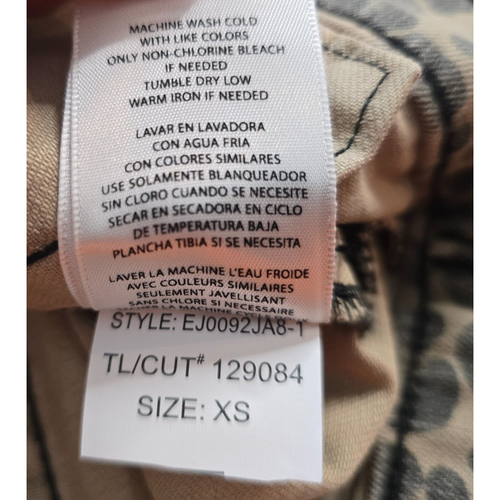 MACHINE WASH COLD
WITH LIKE COLORS
ONLY NON-CHLORINE BLEACH
IF NEEDED
TUMBLE DRY LOW
WARM IRON IF NEEDED
LAVAR EN LAVADORA
CON AGUA FRIA
CON COLORES SIMILARES
USE SOLAMENTE BLANQUEADOR
SIN CLORO CUANDO SE NECESITE
SECAR EN SECADORA EN CICLO
DE TEMPERATURA BAJA
PLANCHA TIBIA SI SE NECESITA
LAVER LA MACHINE L'EAU FROIDE
AVEC COULEURS SIMILAIRES
SEULEMENT JAVELLISANT
SANS CHLORE SI NECESSAIRE
STYLE: EJ0092JA8-1
TL/CUT# 129084
SIZE: XS